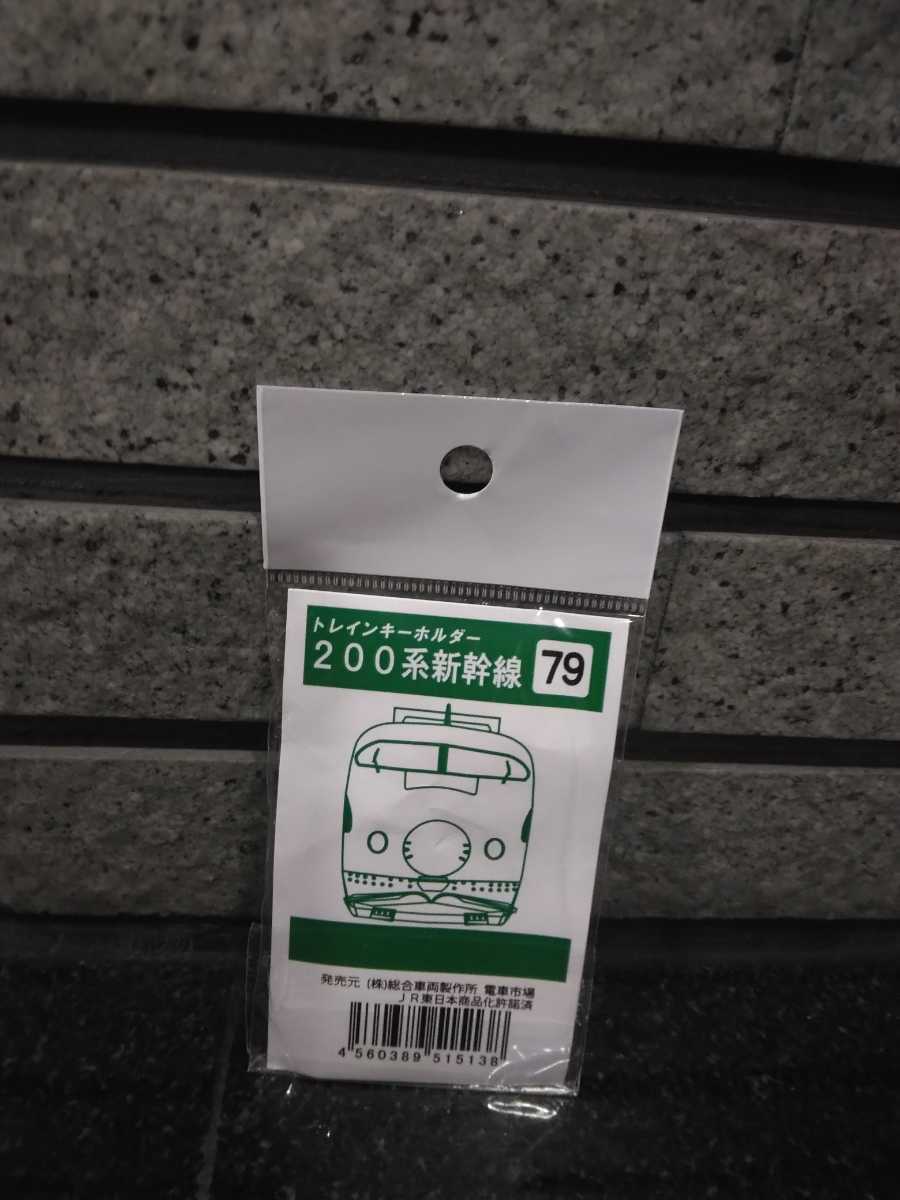 トレインキーホルダー
200系新幹線 79
発売元 (株)総合車両製作所 電車市場
JR東日本商品化許諾済
4 560389 515138